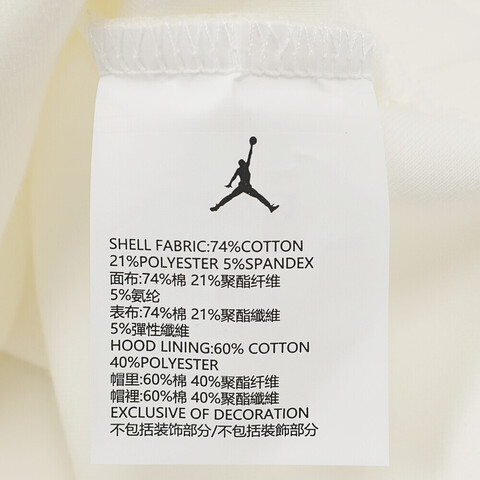 SHELL FABRIC:74%COTTON
21%POLYESTER 5%SPANDEX
面布:74%棉 21%聚酯纤维
5%氨纶
表布:74%棉 21%聚酯纖維
5%彈性纖維
HOOD LINING:60% COTTON
40%POLYESTER
帽里:60%棉 40%聚酯纤维
帽裡:60%棉 40%聚酯纖維
EXCLUSIVE OF DECORATION
不包括装饰部分/不包括裝飾部分